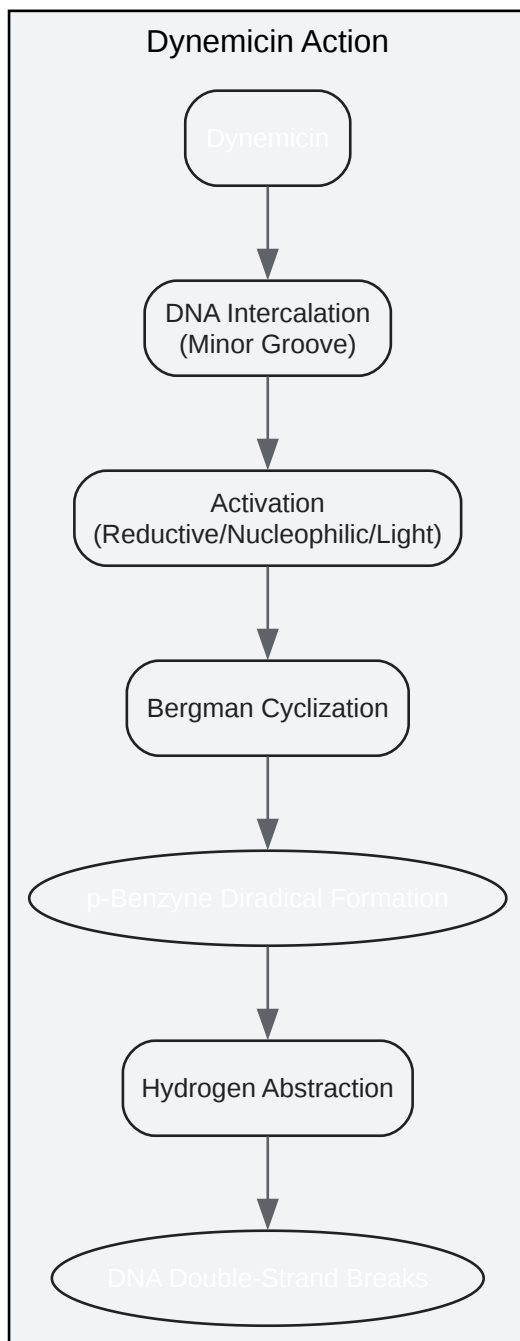 Dynemicin Action
Dynemicin
DNA Intercalation
(Minor Groove)
Activation
(Reductive/Nucleophilic/Light)
Bergman Cyclization
p-Benzyne Diradical Formation
Hydrogen Abstraction
DNA Double-Strand Breaks